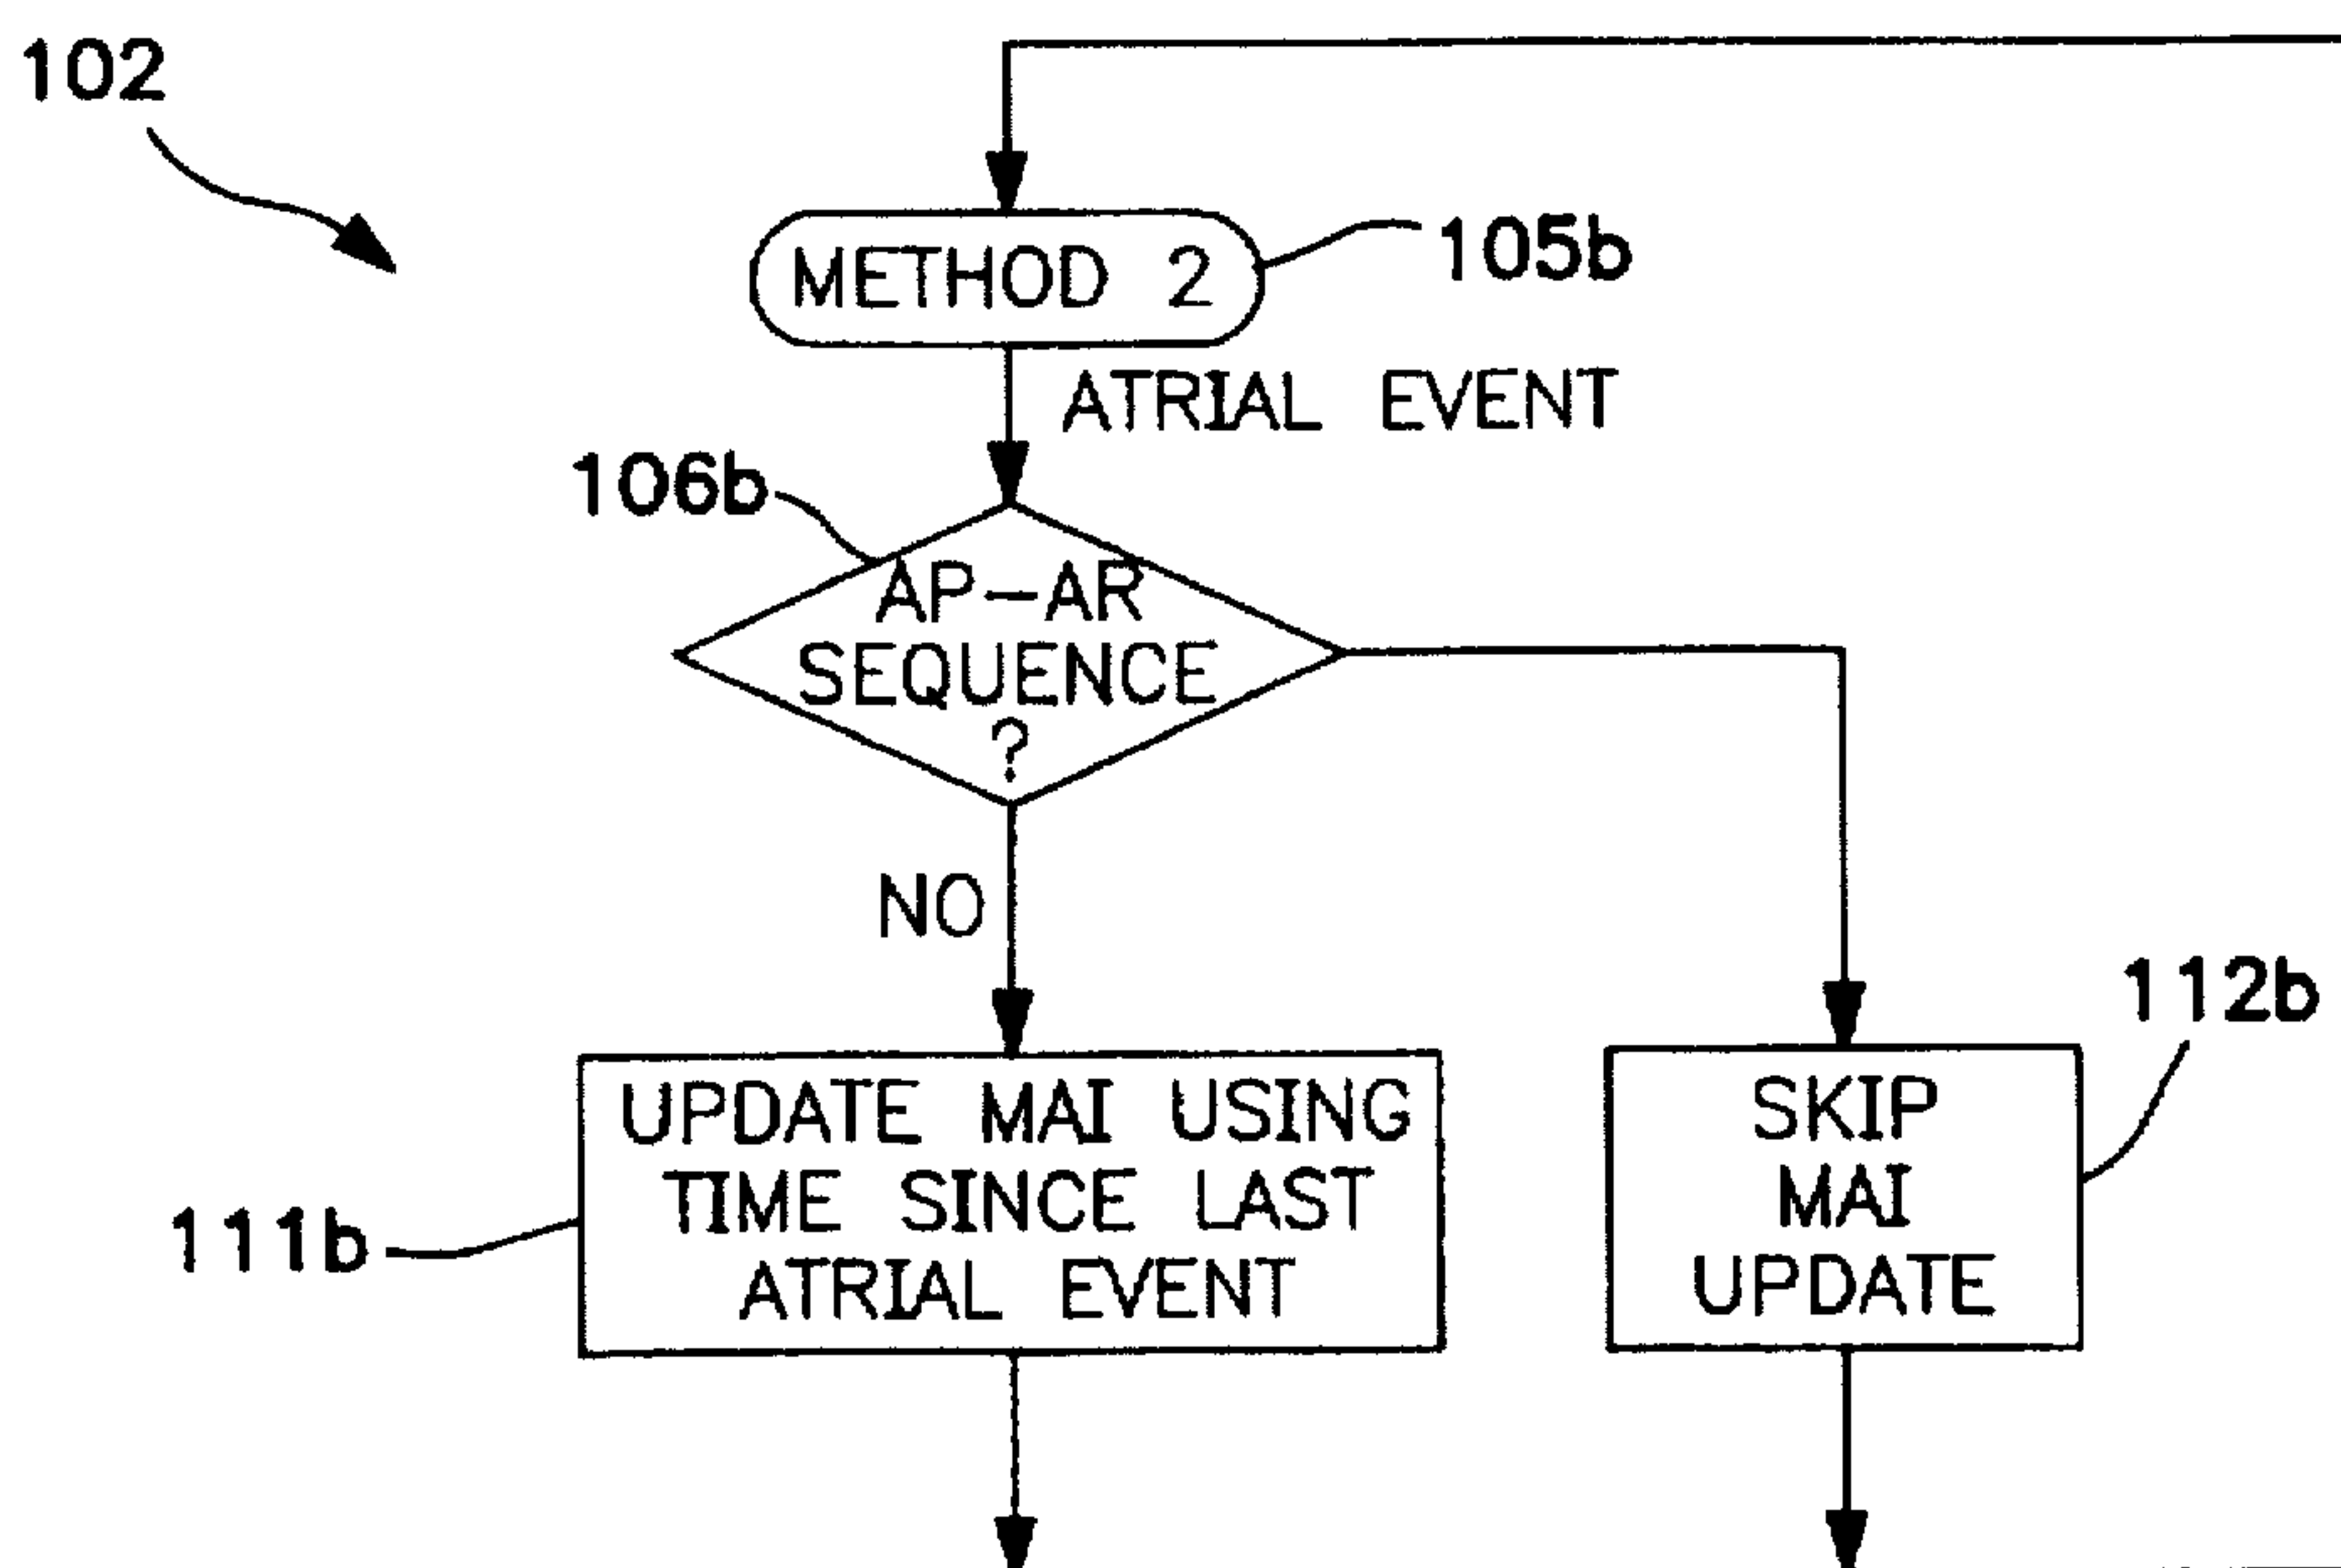 102
METHOD 2
105b
ATRIAL EVENT
106b
AP-AR
SEQUENCE
?
NO
112b
UPDATE MAI USING
TIME SINCE LAST
ATRIAL EVENT
SKIP
MAI
UPDATE
111b